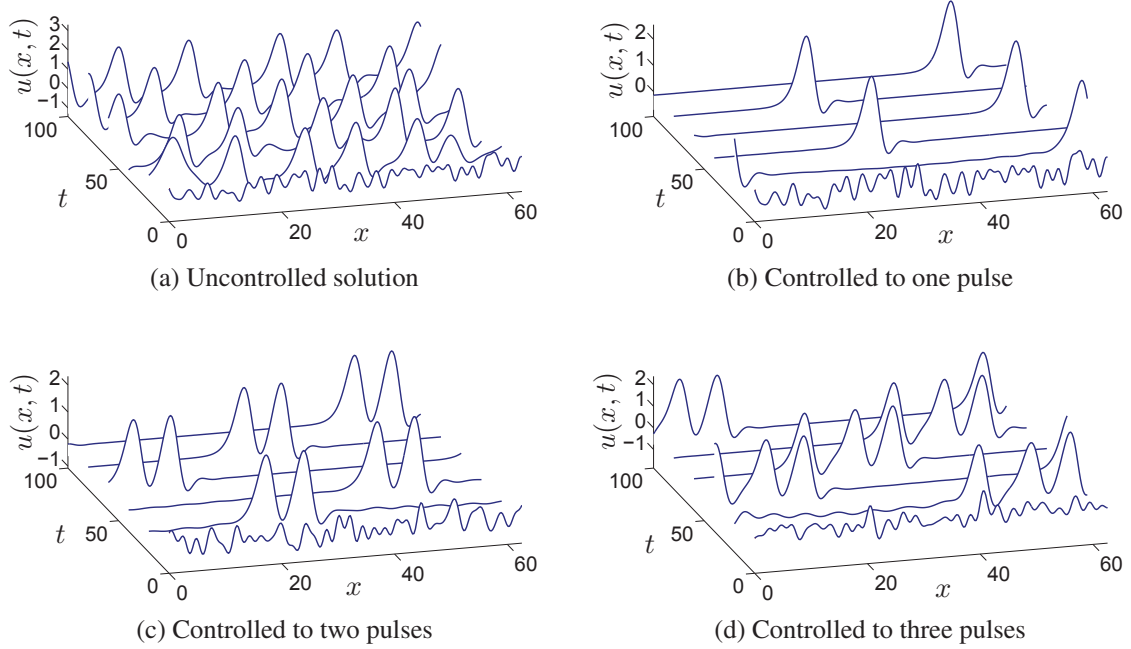 u(x, t)
3
2
1
0
−1
100
50
0
t
0
20
40
60
x
(a) Uncontrolled solution
u(x, t)
2
1
0
−1
100
50
0
t
0
20
40
60
x
(b) Controlled to one pulse
u(x, t)
2
1
0
−1
100
50
0
t
0
20
40
60
x
(c) Controlled to two pulses
u(x, t)
2
1
0
−1
100
50
0
t
0
20
40
60
x
(d) Controlled to three pulses